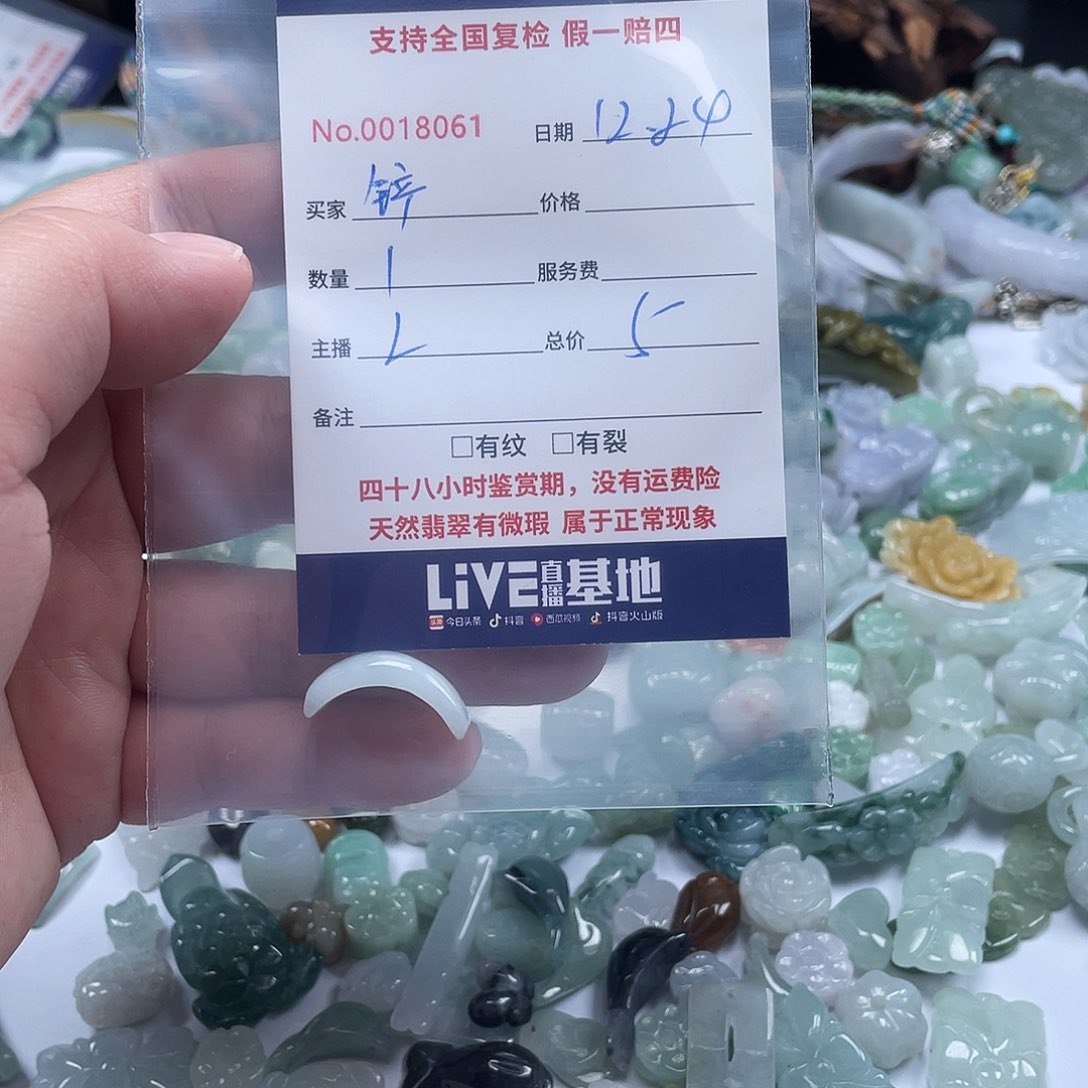 支持全国复检 假一赔四
No.0018061 日期 12.24
买家 锌 价格
数量 1 服务费
主播 L 总价 5
备注
□有纹 □有裂
四十八小时鉴赏期，没有运费险
天然翡翠有微瑕 属于正常现象
LiVE直播基地
头条 今日头条 抖音 西瓜视频 抖音火山版